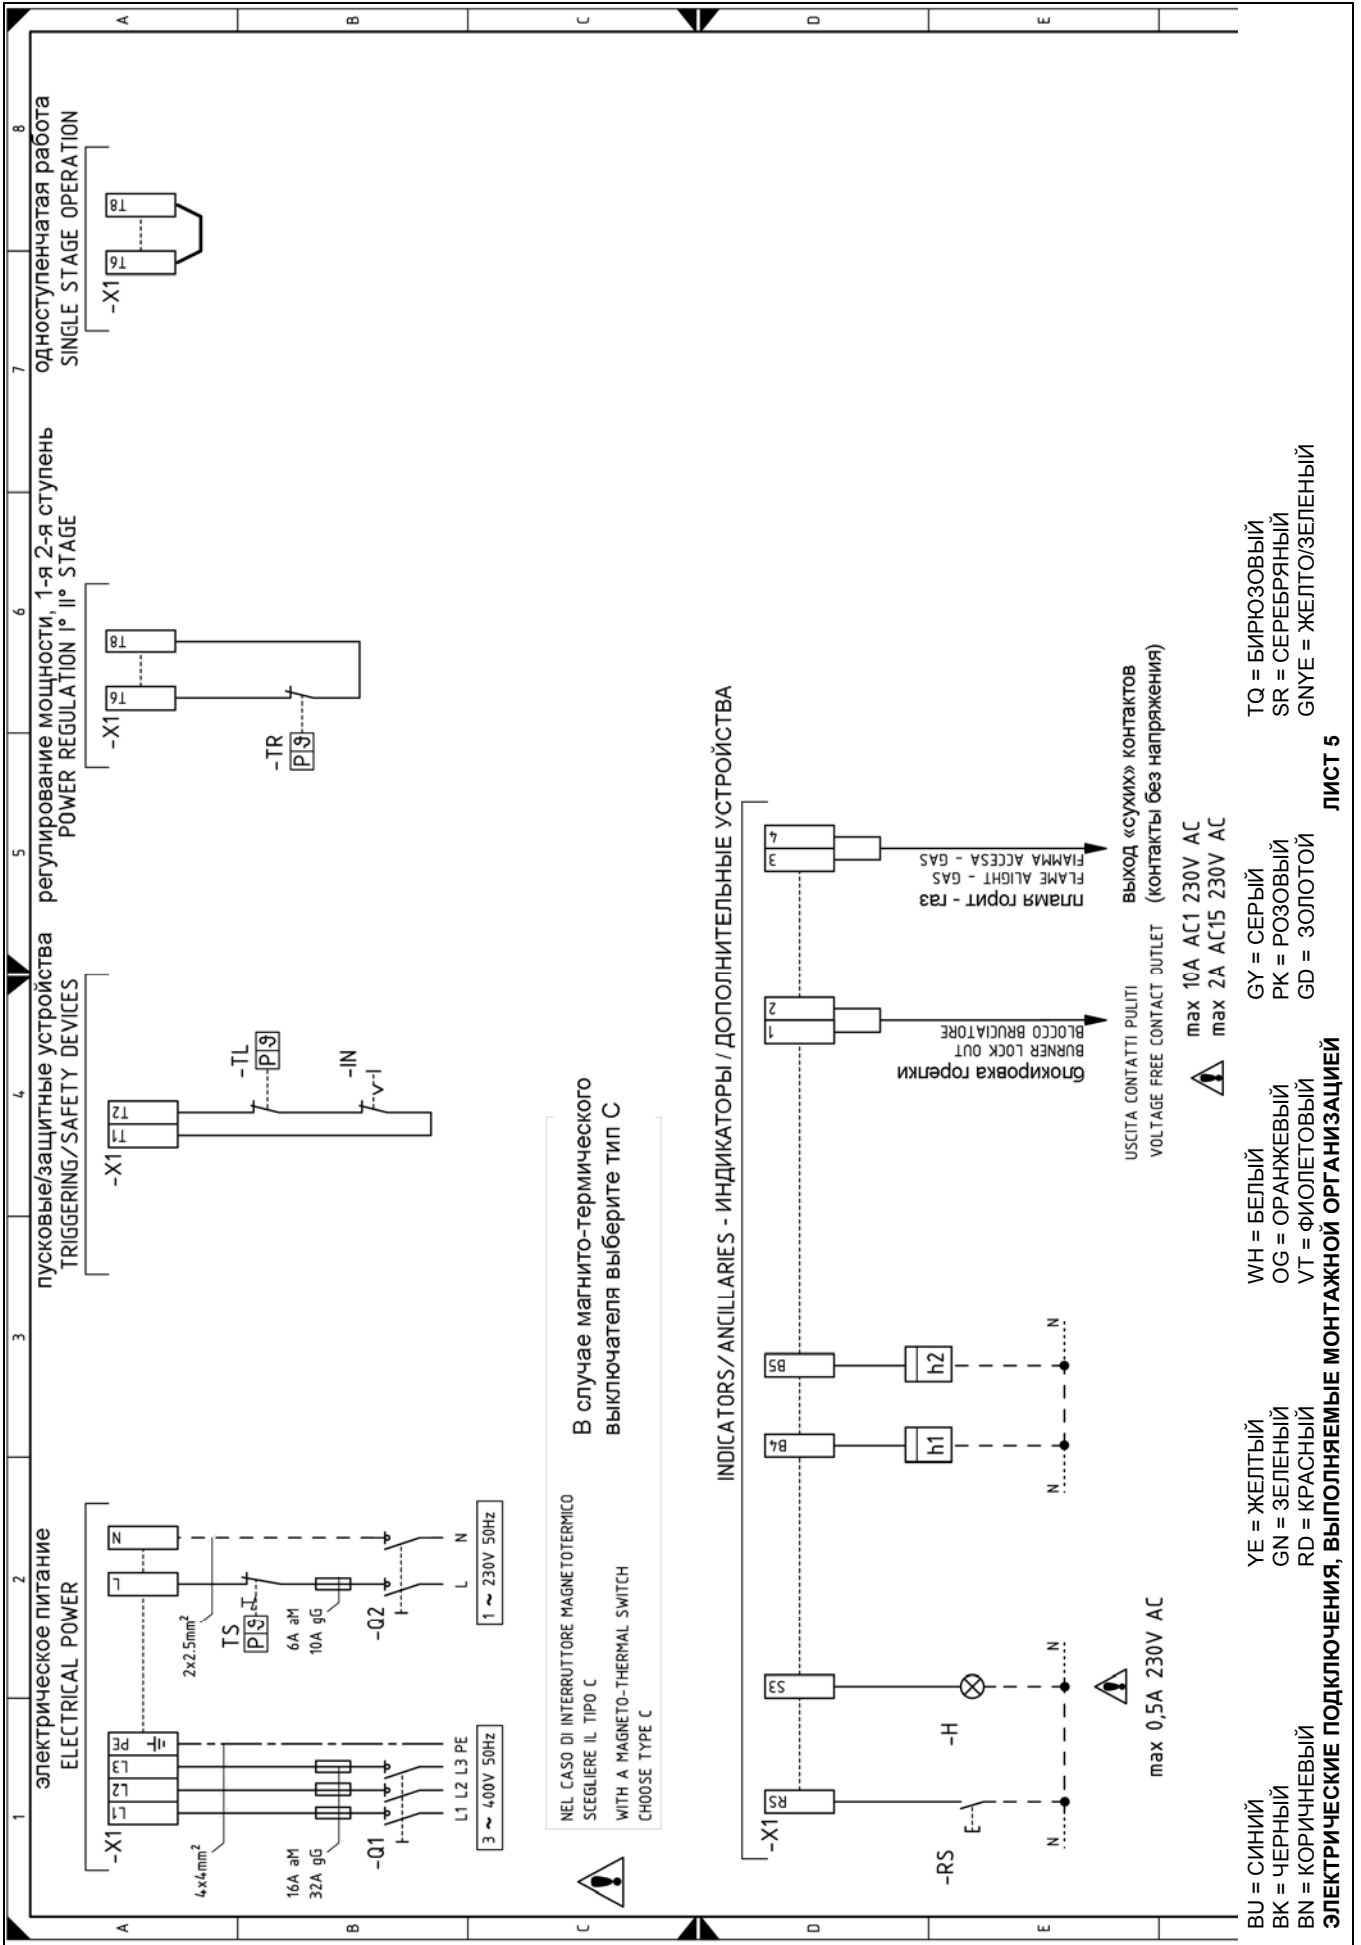 1 2 3 4 5 6 7 8
A B C D E
A B C D E
электрическое питание
ELECTRICAL POWER
-X1
L1 L2 L3 PE
L N
4x4mm²
16A aM
32A gG
-Q1
L1 L2 L3 PE
3 ~ 400V 50Hz
2x2.5mm²
TS
P ϑ
6A aM
10A gG
-Q2
L N
1 ~ 230V 50Hz
пусковые/защитные устройства
TRIGGERING/SAFETY DEVICES
-X1
T1 T2
-TL
P ϑ
-IN
регулирование мощности, 1-я 2-я ступень
POWER REGULATION I° II° STAGE
-X1
T6 T8
-TR
P ϑ
одноступенчатая работа
SINGLE STAGE OPERATION
-X1
T6 T8
NEL CASO DI INTERRUTTORE MAGNETOTERMICO
SCEGLIERE IL TIPO C
WITH A MAGNETO-THERMAL SWITCH
CHOOSE TYPE C
В случае магнито-термического
выключателя выберите тип С
INDICATORS/ANCILLARIES - ИНДИКАТОРЫ / ДОПОЛНИТЕЛЬНЫЕ УСТРОЙСТВА
-X1
RS S3 B4 B5 1 2 3 4
-RS
-H
h1
h2
N N
N N
max 0,5A 230V AC
блокировка горелки
BURNER LOCK OUT
BLOCCO BRUCIATORE
пламя горит - газ
FLAME ALIGHT - GAS
FIAMMA ACCESA - GAS
USCITA CONTATTI PULITI
VOLTAGE FREE CONTACT OUTLET
выход «сухих» контактов
(контакты без напряжения)
max 10A AC1 230V AC
max 2A AC15 230V AC
BU = СИНИЙ
BK = ЧЕРНЫЙ
BN = КОРИЧНЕВЫЙ
YE = ЖЕЛТЫЙ
GN = ЗЕЛЕНЫЙ
RD = КРАСНЫЙ
WH = БЕЛЫЙ
OG = ОРАНЖЕВЫЙ
VT = ФИОЛЕТОВЫЙ
GY = СЕРЫЙ
PK = РОЗОВЫЙ
GD = ЗОЛОТОЙ
TQ = БИРЮЗОВЫЙ
SR = СЕРЕБРЯНЫЙ
GNYE = ЖЕЛТО/ЗЕЛЕНЫЙ
ЭЛЕКТРИЧЕСКИЕ ПОДКЛЮЧЕНИЯ, ВЫПОЛНЯЕМЫЕ МОНТАЖНОЙ ОРГАНИЗАЦИЕЙ ЛИСТ 5